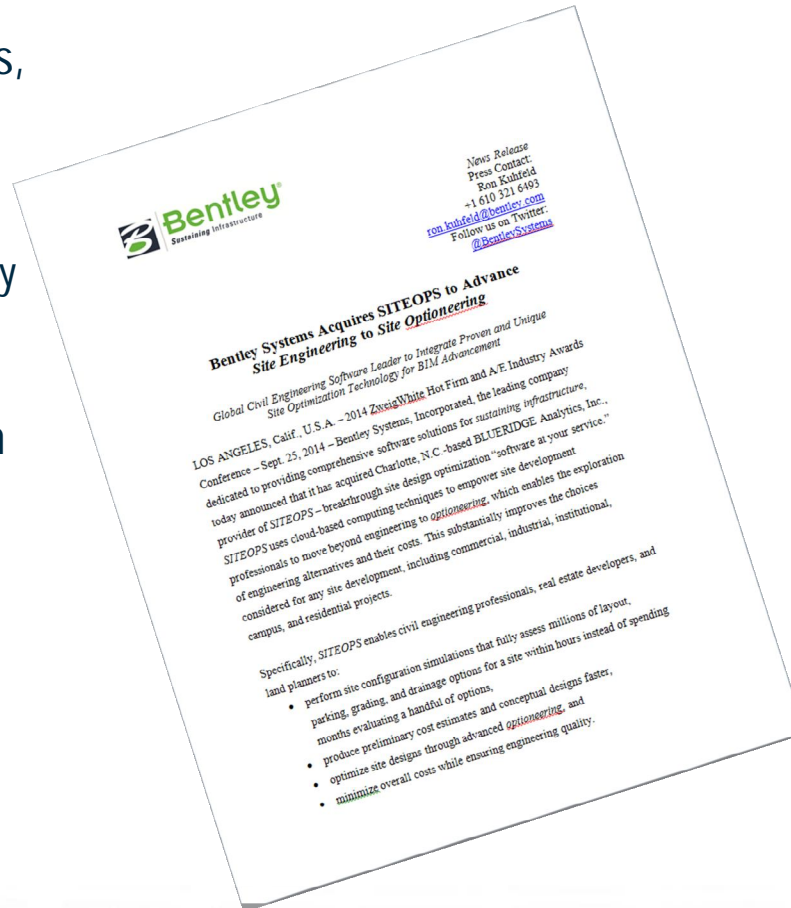 s,
y
n
Bentley®
Sustaining Infrastructure
News Release
Press Contact:
Ron Kuhfeld
+1 610 321 6493
ron.kuhfeld@bentley.com
Follow us on Twitter:
@BentleySystems
Bentley Systems Acquires SITEOPS to Advance
Site Engineering to Site Optioneering
Global Civil Engineering Software Leader to Integrate Proven and Unique
Site Optimization Technology for BIM Advancement
LOS ANGELES, Calif., U.S.A. – 2014 ZweigWhite Hot Firm and A/E Industry Awards
Conference – Sept. 25, 2014 – Bentley Systems, Incorporated, the leading company
dedicated to providing comprehensive software solutions for sustaining infrastructure,
today announced that it has acquired Charlotte, N.C.-based BLUERIDGE Analytics, Inc.,
provider of SITEOPS – breakthrough site design optimization “software at your service.”
SITEOPS uses cloud-based computing techniques to empower site development
professionals to move beyond engineering to optioneering, which enables the exploration
of engineering alternatives and their costs. This substantially improves the choices
considered for any site development, including commercial, industrial, institutional,
campus, and residential projects.
Specifically, SITEOPS enables civil engineering professionals, real estate developers, and
land planners to:
• perform site configuration simulations that fully assess millions of layout,
parking, grading, and drainage options for a site within hours instead of spending
months evaluating a handful of options,
• produce preliminary cost estimates and conceptual designs faster,
• optimize site designs through advanced optioneering, and
• minimize overall costs while ensuring engineering quality.